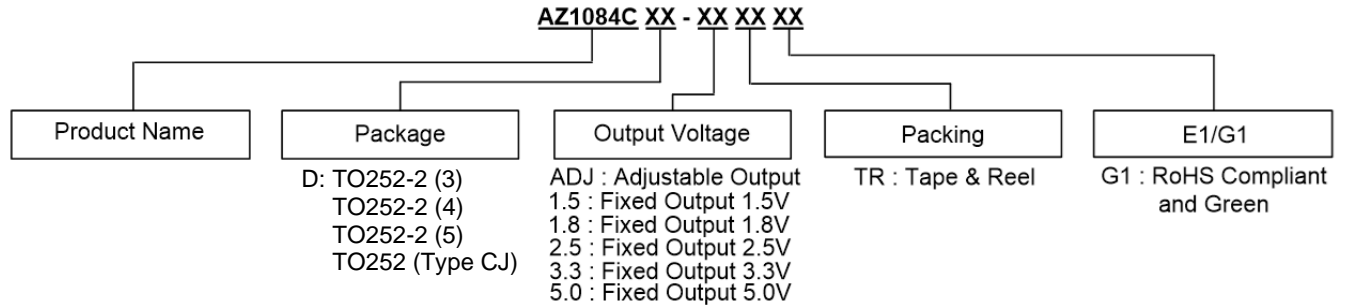 AZ1084C XX - XX XX XX
Product Name
Package
Output Voltage
Packing
E1/G1
D: TO252-2 (3)
TO252-2 (4)
TO252-2 (5)
TO252 (Type CJ)
ADJ : Adjustable Output
1.5 : Fixed Output 1.5V
1.8 : Fixed Output 1.8V
2.5 : Fixed Output 2.5V
3.3 : Fixed Output 3.3V
5.0 : Fixed Output 5.0V
TR : Tape & Reel
G1 : RoHS Compliant
and Green